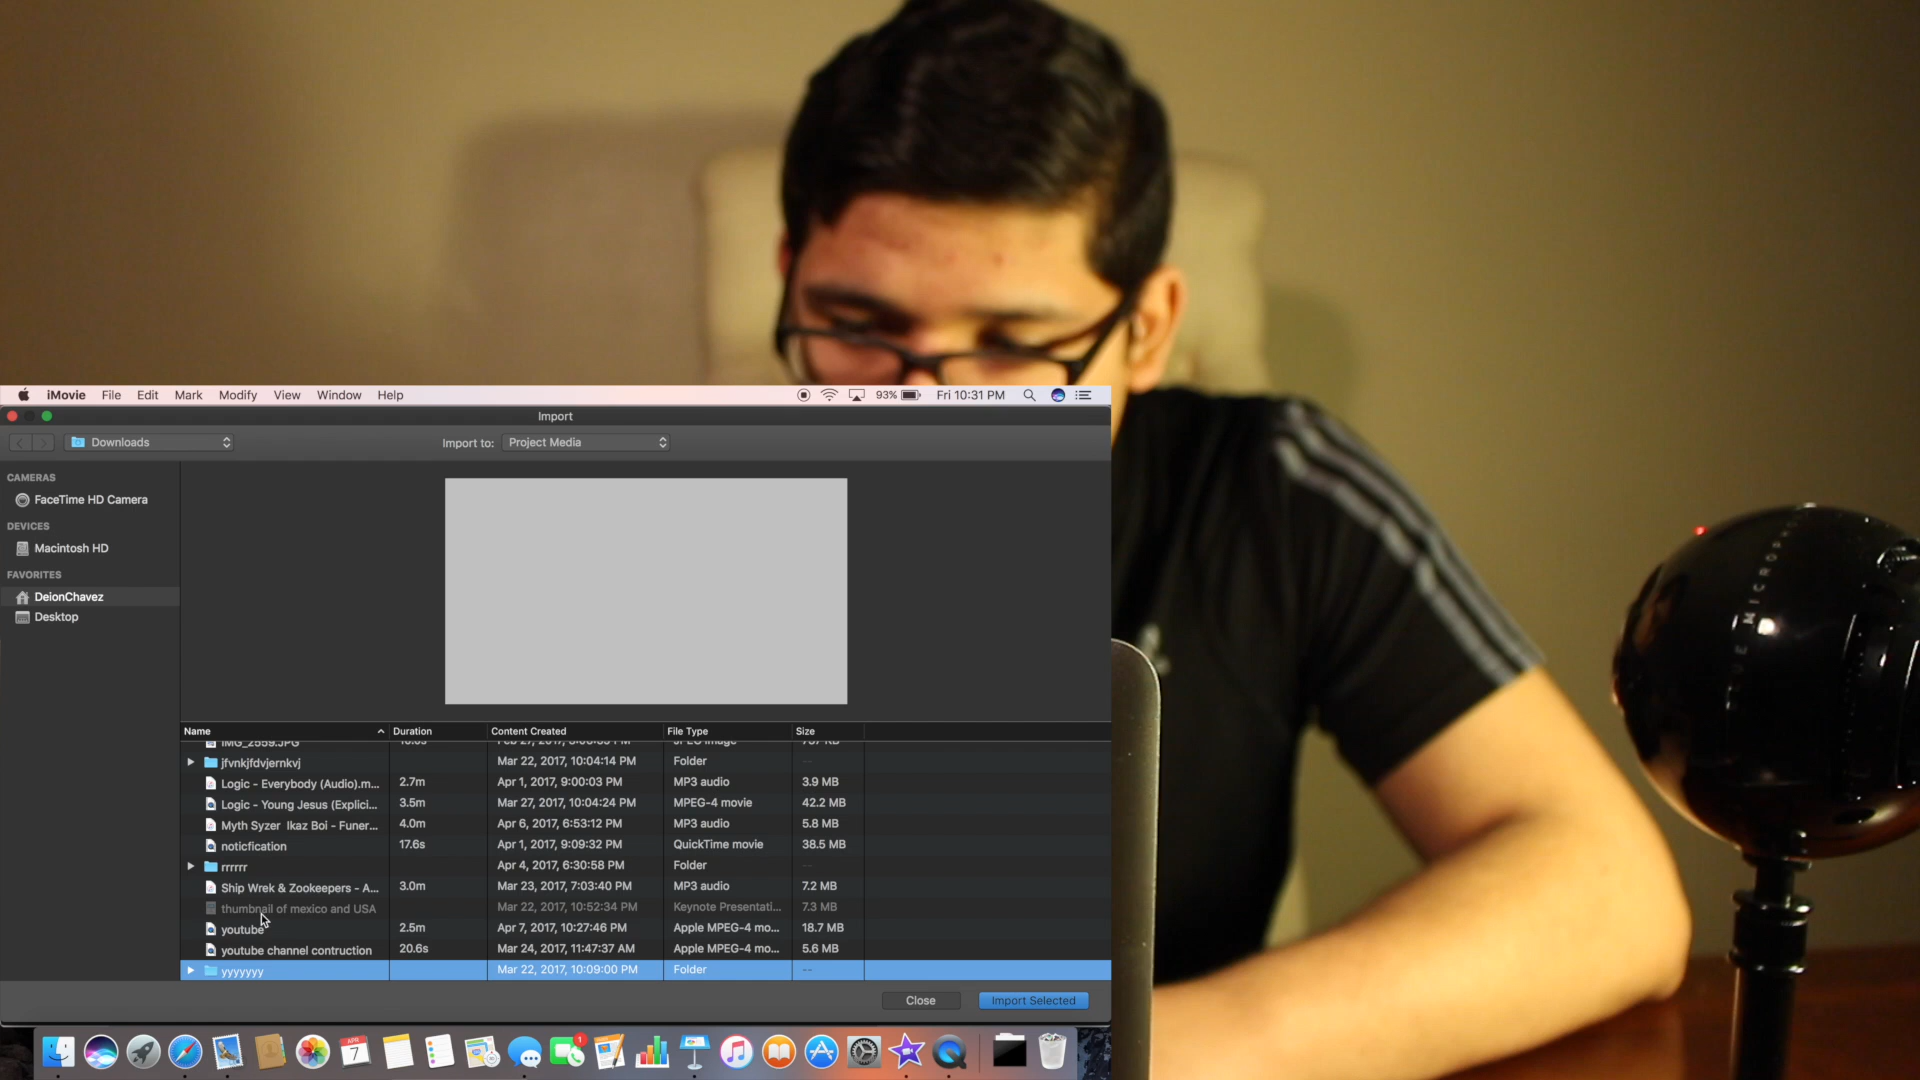 iMovie File Edit Mark Modify View Window Help 93% Fri 10:31 PM
Import
Downloads Import to: Project Media
CAMERAS
FaceTime HD Camera
DEVICES
Macintosh HD
FAVORITES
DeionChavez
Desktop
Name Duration Content Created File Type Size
IMG_2559.JPG
jfvnkjfdvjernkvj Mar 22, 2017, 10:04:14 PM Folder --
Logic - Everybody (Audio).m... 2.7m Apr 1, 2017, 9:00:03 PM MP3 audio 3.9 MB
Logic - Young Jesus (Explici... 3.5m Mar 27, 2017, 10:04:24 PM MPEG-4 movie 42.2 MB
Myth Syzer Ikaz Boi - Funer... 4.0m Apr 6, 2017, 6:53:12 PM MP3 audio 5.8 MB
noticfication 17.6s Apr 1, 2017, 9:09:32 PM QuickTime movie 38.5 MB
rrrrrr Apr 4, 2017, 6:30:58 PM Folder --
Ship Wrek & Zookeepers - A... 3.0m Mar 23, 2017, 7:03:40 PM MP3 audio 7.2 MB
thumbnail of mexico and USA Mar 22, 2017, 10:52:34 PM Keynote Presentati... 7.3 MB
youtube 2.5m Apr 7, 2017, 10:27:46 PM Apple MPEG-4 mo... 18.7 MB
youtube channel contruction 20.6s Mar 24, 2017, 11:47:37 AM Apple MPEG-4 mo... 5.6 MB
yyyyyyy Mar 22, 2017, 10:09:00 PM Folder --
Close Import Selected
APR
7
1